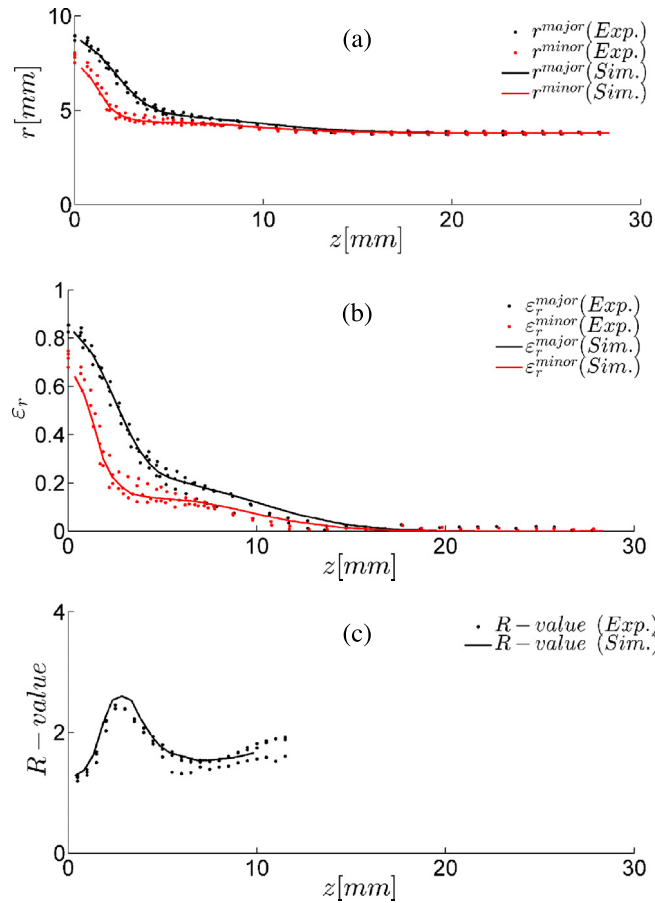 10
(a)
r^major(Exp.)
r^minor(Exp.)
r^major(Sim.)
r^minor(Sim.)
r[mm]
5
0
0
10
20
30
z[mm]
1
(b)
ε_r^major(Exp.)
ε_r^minor(Exp.)
ε_r^major(Sim.)
ε_r^minor(Sim.)
0.8
0.6
ε_r
0.4
0.2
0
0
10
20
30
z[mm]
4
(c)
R − value (Exp.)
R − value (Sim.)
R − value
2
0
0
10
20
30
z[mm]